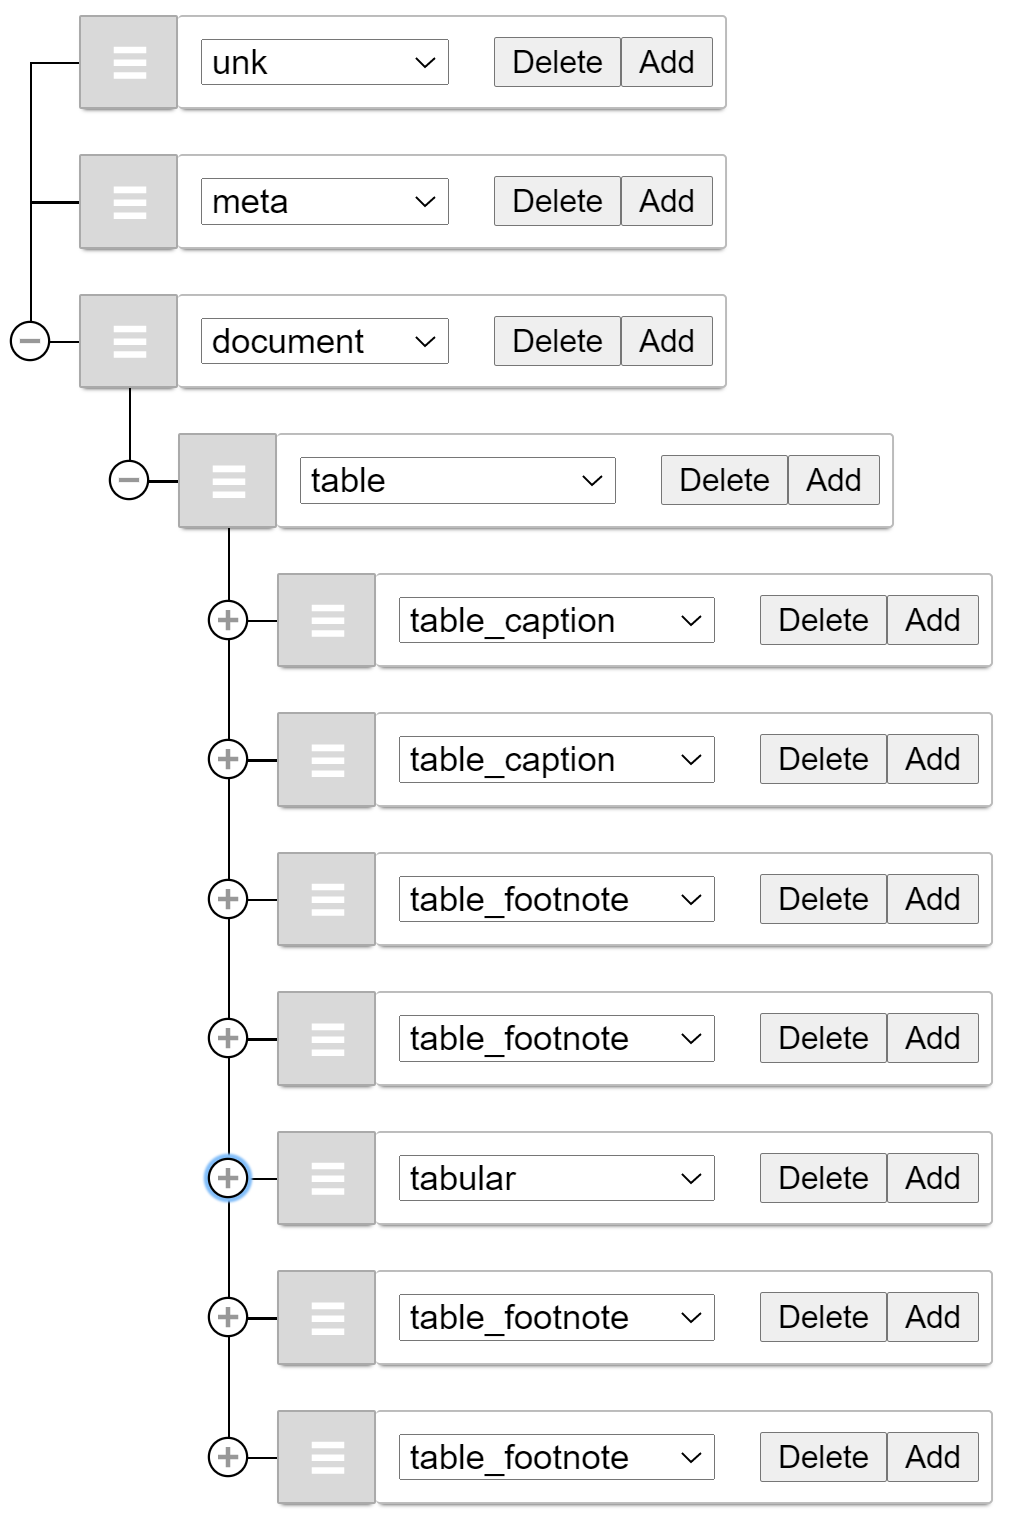 unk Delete Add
meta Delete Add
document Delete Add
table Delete Add
table_caption Delete Add
table_caption Delete Add
table_footnote Delete Add
table_footnote Delete Add
tabular Delete Add
table_footnote Delete Add
table_footnote Delete Add